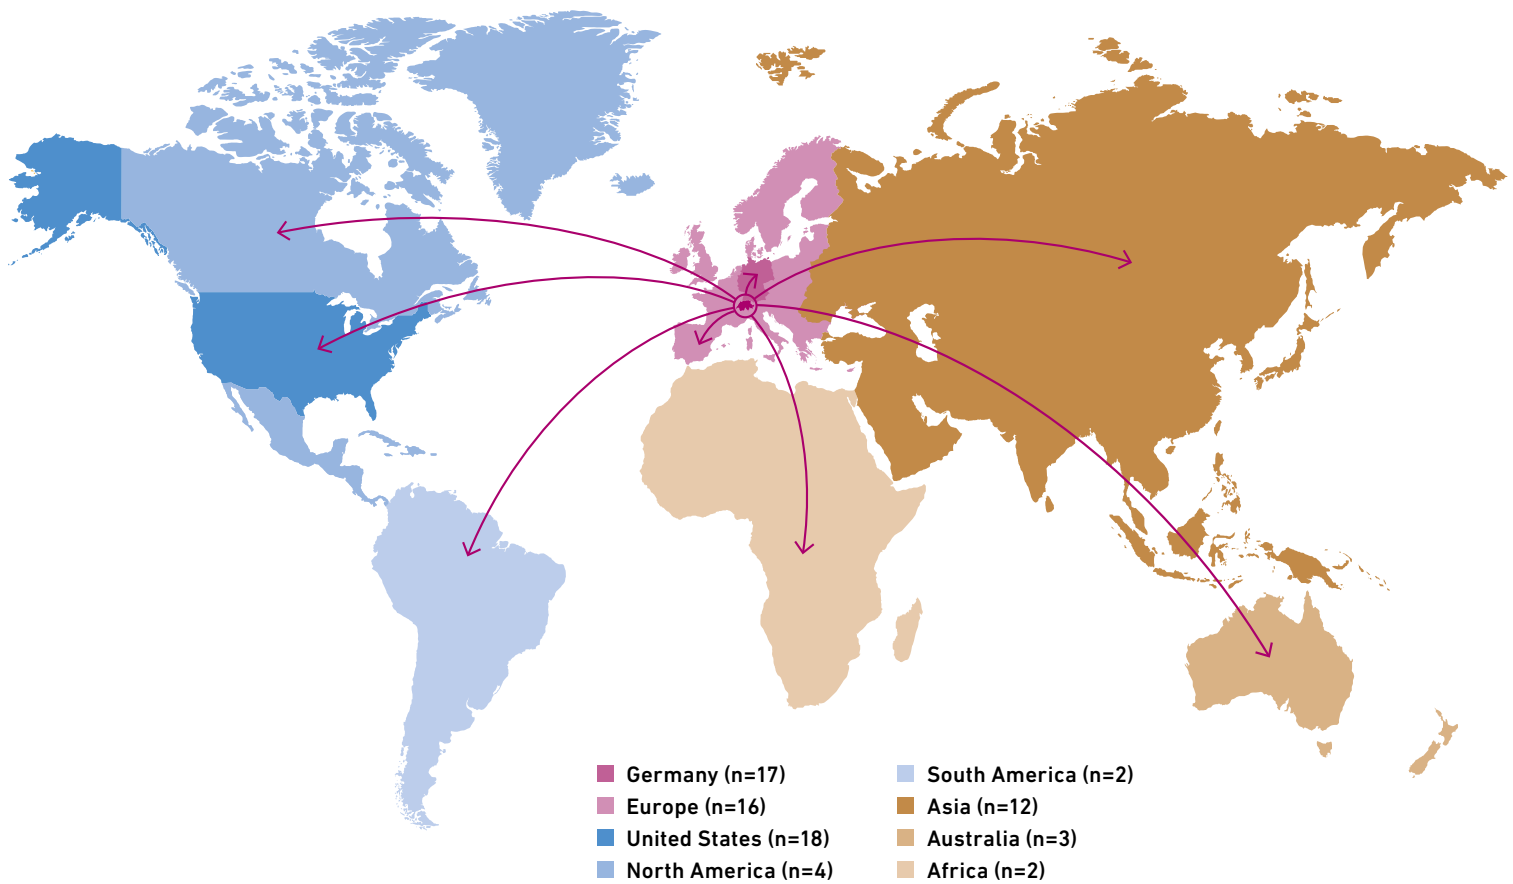 Germany (n=17)
Europe (n=16)
United States (n=18)
North America (n=4)
South America (n=2)
Asia (n=12)
Australia (n=3)
Africa (n=2)